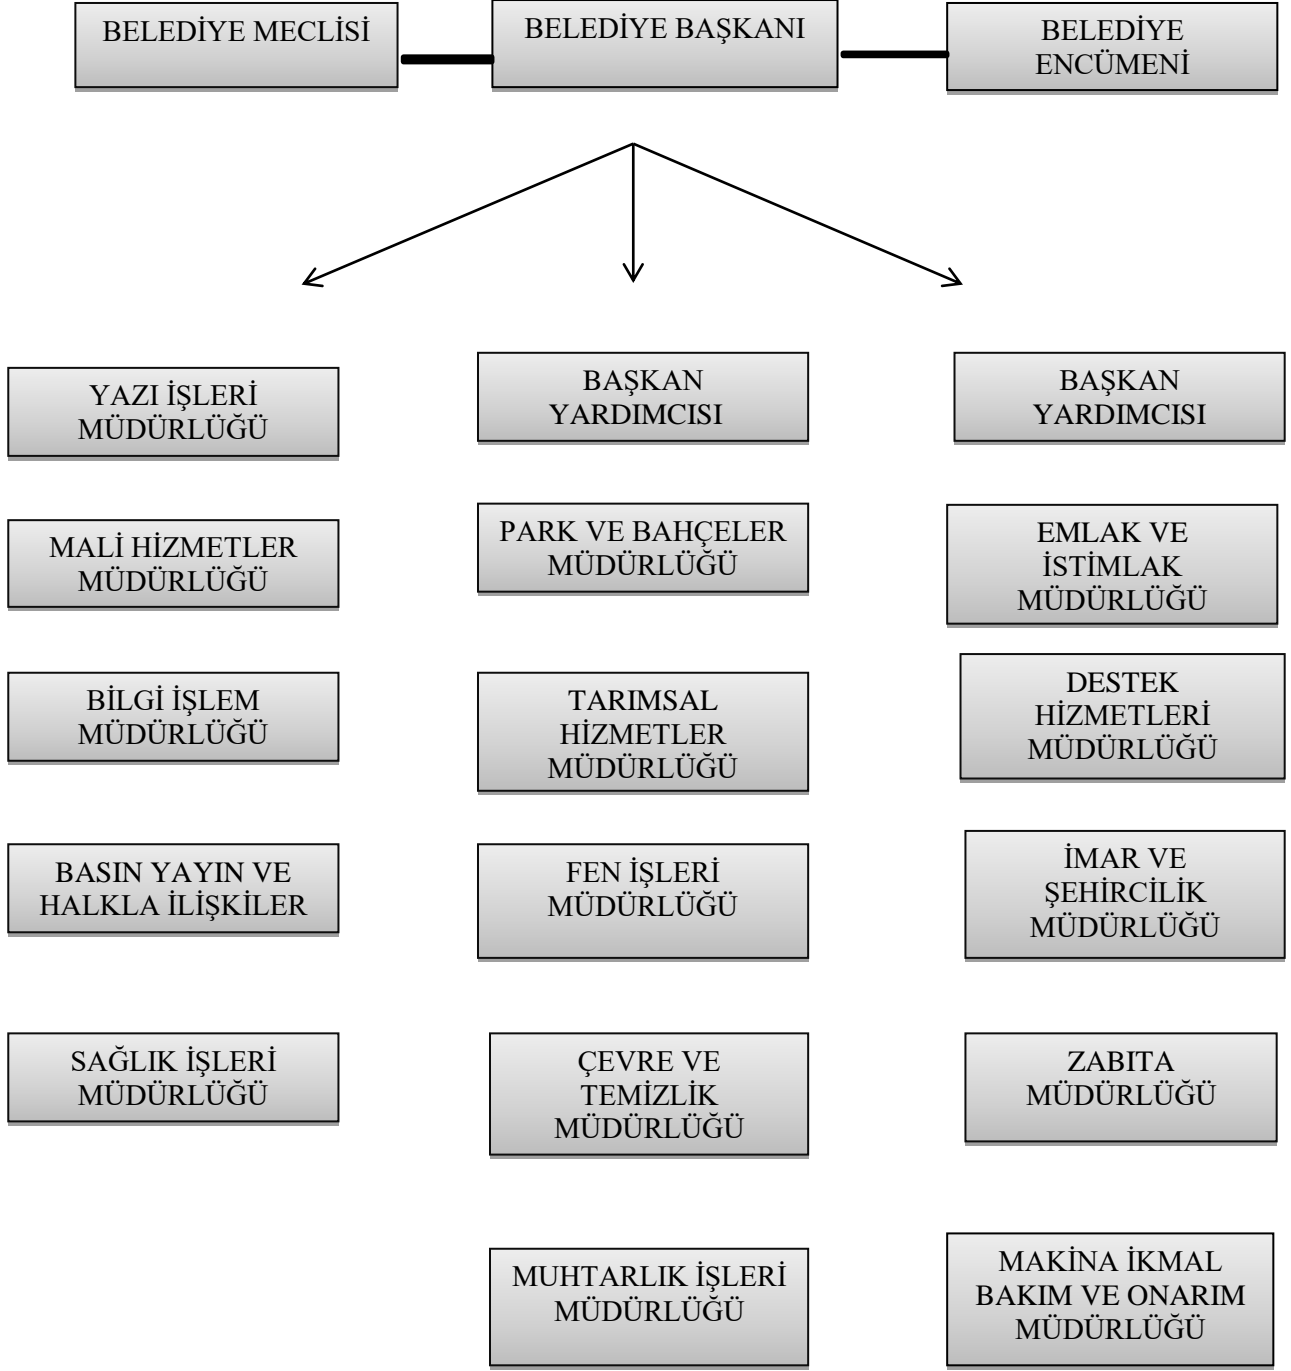 BELEDİYE MECLİSİ
BELEDİYE BAŞKANI
BELEDİYE
ENCÜMENİ
YAZI İŞLERİ
MÜDÜRLÜĞÜ
BAŞKAN
YARDIMCISI
BAŞKAN
YARDIMCISI
MALİ HİZMETLER
MÜDÜRLÜĞÜ
PARK VE BAHÇELER
MÜDÜRLÜĞÜ
EMLAK VE
İSTİMLAK
MÜDÜRLÜĞÜ
BİLGİ İŞLEM
MÜDÜRLÜĞÜ
TARIMSAL
HİZMETLER
MÜDÜRLÜĞÜ
DESTEK
HİZMETLERİ
MÜDÜRLÜĞÜ
BASIN YAYIN VE
HALKLA İLİŞKİLER
FEN İŞLERİ
MÜDÜRLÜĞÜ
İMAR VE
ŞEHİRCİLİK
MÜDÜRLÜĞÜ
SAĞLIK İŞLERİ
MÜDÜRLÜĞÜ
ÇEVRE VE
TEMİZLİK
MÜDÜRLÜĞÜ
ZABITA
MÜDÜRLÜĞÜ
MUHTARLIK İŞLERİ
MÜDÜRLÜĞÜ
MAKİNA İKMAL
BAKIM VE ONARIM
MÜDÜRLÜĞÜ